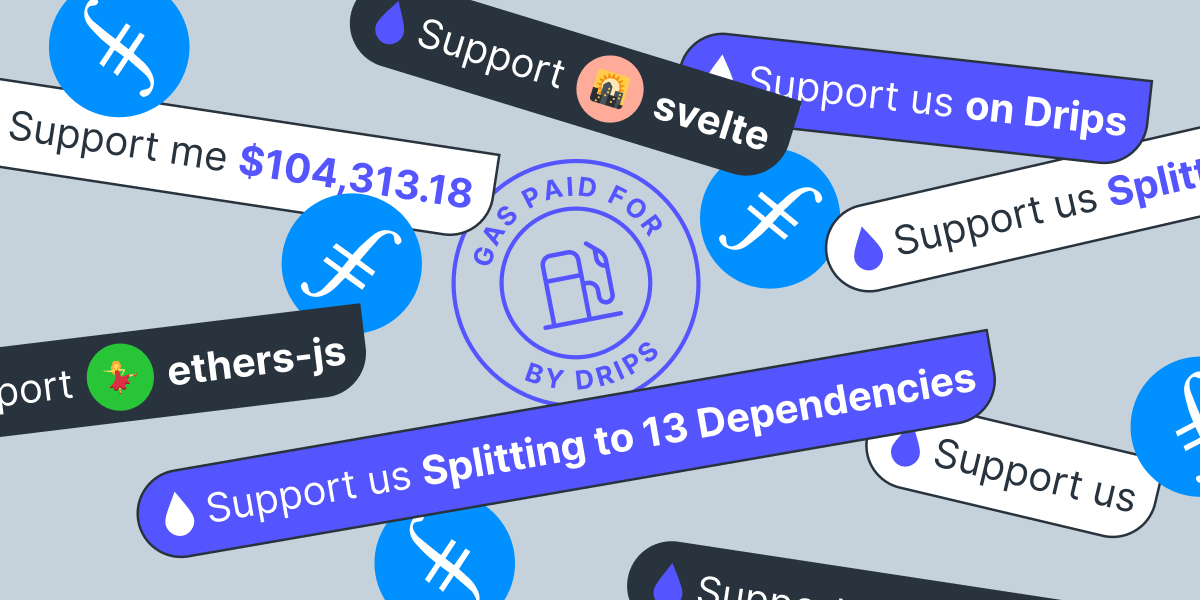 Support svelte
Support us on Drips
Support me $104,313.18
Support us Splitt
GAS PAID FOR
BY DRIPS
port ethers-js
Support us Splitting to 13 Dependencies
Support us
Support